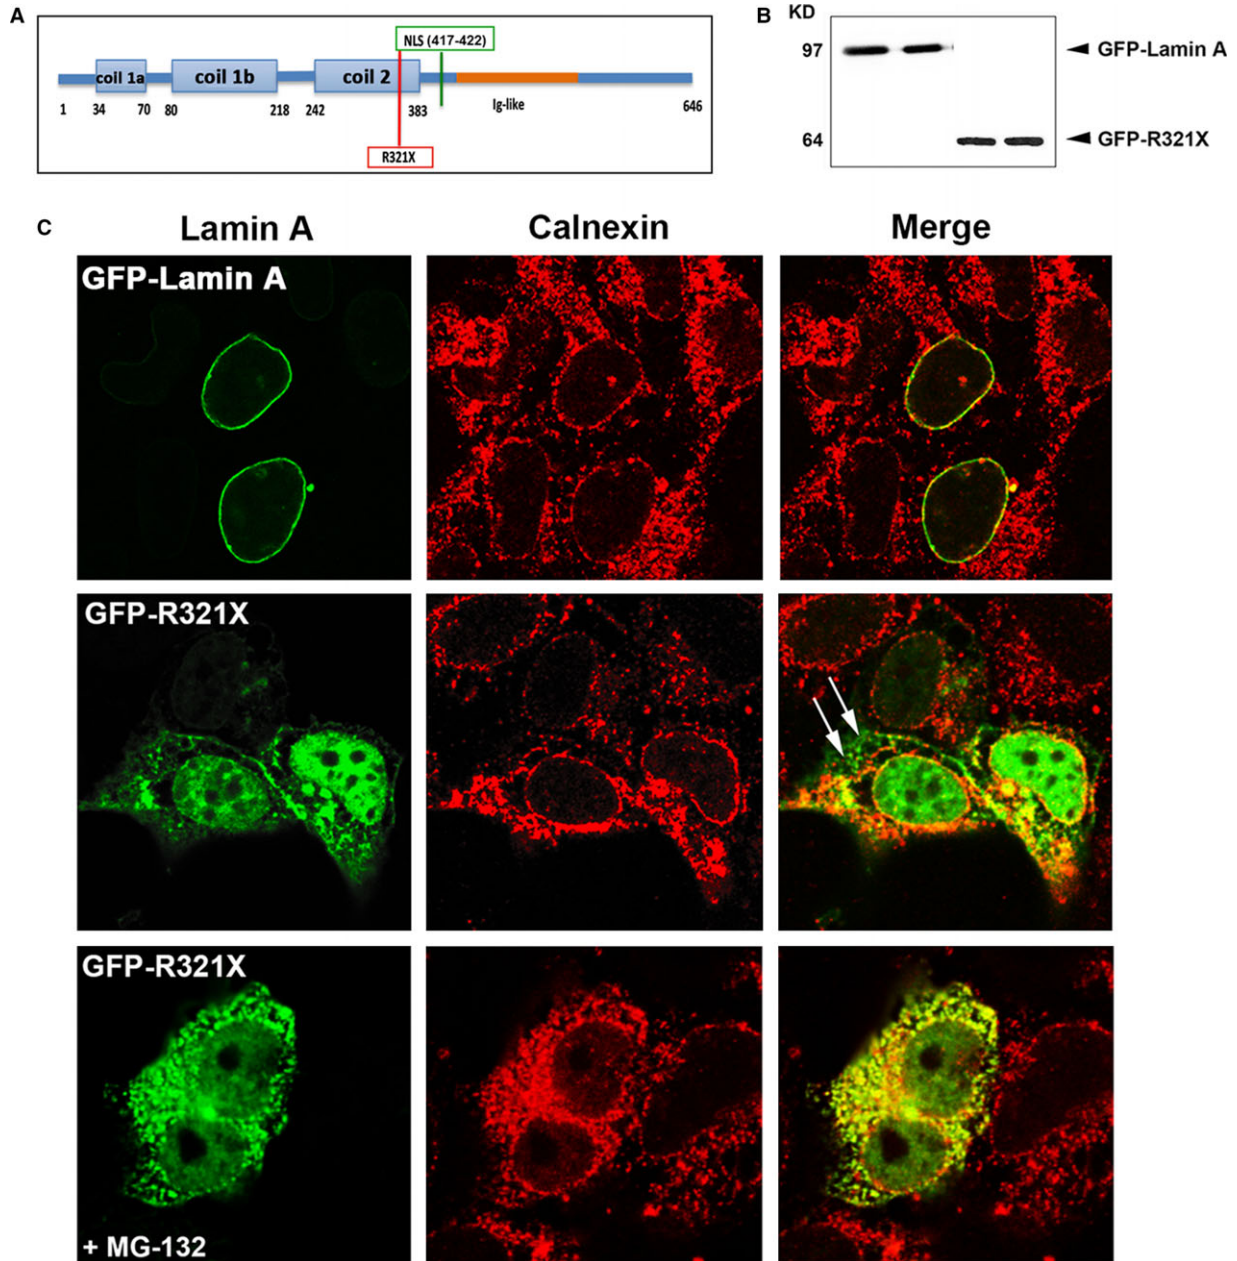 A
NLS (417-422)
coil 1a
coil 1b
coil 2
1
34
70
80
218
242
383
Ig-like
646
R321X
B
KD
97
GFP-Lamin A
64
GFP-R321X
C
Lamin A
Calnexin
Merge
GFP-Lamin A
GFP-R321X
GFP-R321X
+ MG-132